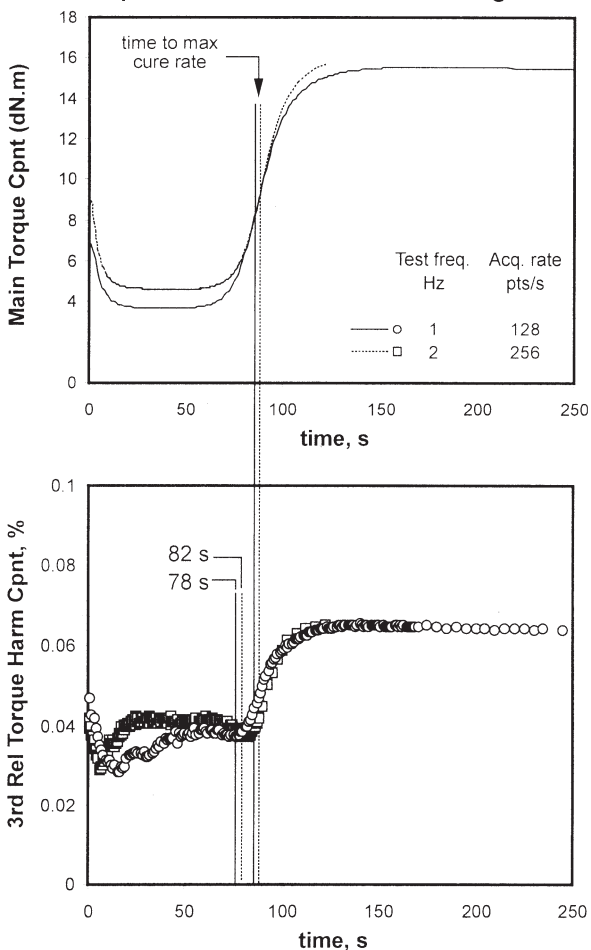 18
16
14
12
10
8
6
4
0
Main Torque Cpnt (dN.m)
time to max
cure rate
Test freq. Acq. rate
Hz pts/s
1 128
2 256
0 50 100 150 200 250
time, s
0.1
0.08
0.06
0.04
0.02
0
3rd Rel Torque Harm Cpnt, %
82 s
78 s
0 50 100 150 200 250
time, s